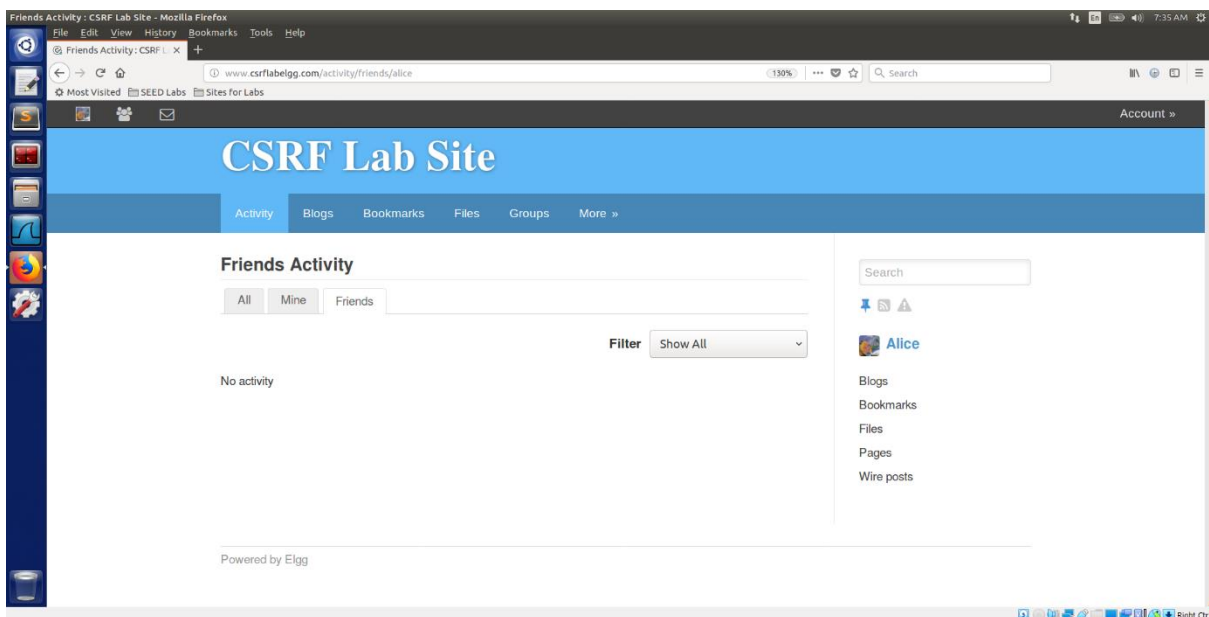 Friends Activity : CSRF Lab Site - Mozilla Firefox
En 7:35 AM
File Edit View History Bookmarks Tools Help
Friends Activity : CSRF
www.csrflabelgg.com/activity/friends/alice 130% Search
Most Visited SEED Labs Sites for Labs
Account »
CSRF Lab Site
Activity Blogs Bookmarks Files Groups More »
Friends Activity
Search
All Mine Friends
Filter Show All
Alice
No activity
Blogs
Bookmarks
Files
Pages
Wire posts
Powered by Elgg
Right Ctr